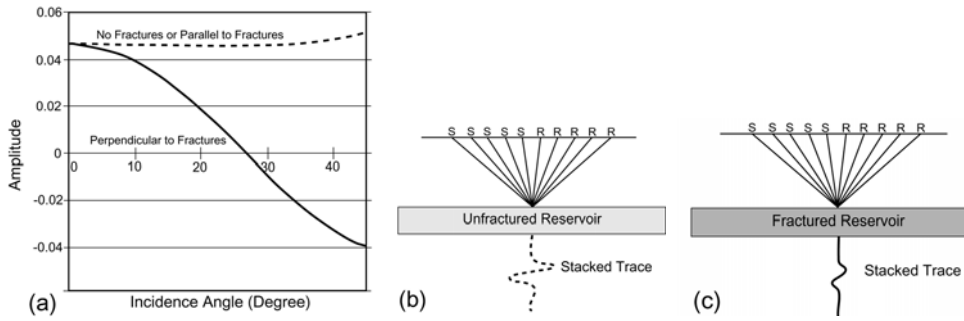 0.06
No Fractures or Parallel to Fractures
0.04
0.02
Perpendicular to Fractures
0
0 10 20 30 40
-0.02
-0.04
Amplitude
Incidence Angle (Degree)
(a)
S S S S S R R R R R
Unfractured Reservoir
Stacked Trace
(b)
S S S S S R R R R R
Fractured Reservoir
Stacked Trace
(c)